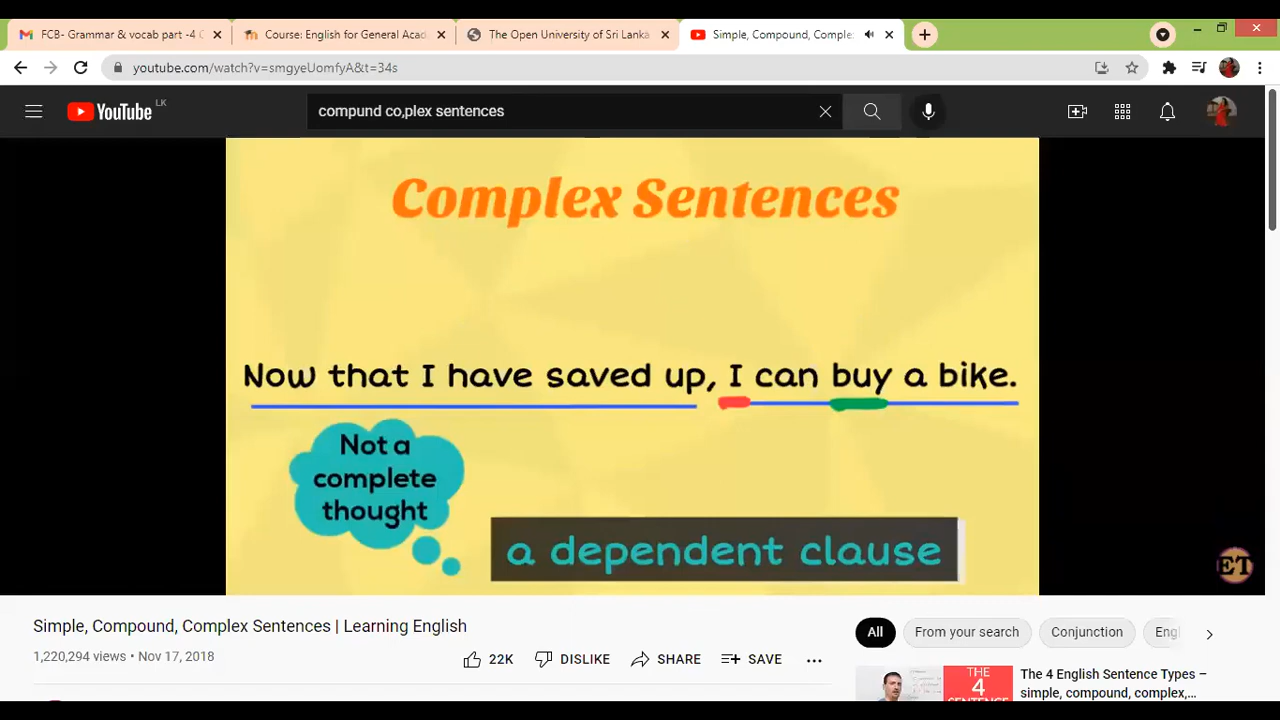 FCB- Grammar & vocab part -4 C
Course: English for General Acad
The Open University of Sri Lanka
Simple, Compound, Comple
youtube.com/watch?v=smgyeUomfyA&t=34s
YouTube LK
compund co,plex sentences
Complex Sentences
Now that I have saved up, I can buy a bike.
Not a
complete
thought
a dependent clause
ET
Simple, Compound, Complex Sentences | Learning English
1,220,294 views • Nov 17, 2018
22K DISLIKE SHARE SAVE
All From your search Conjunction Engl
THE
4
SENTENCE
The 4 English Sentence Types –
simple, compound, complex,...